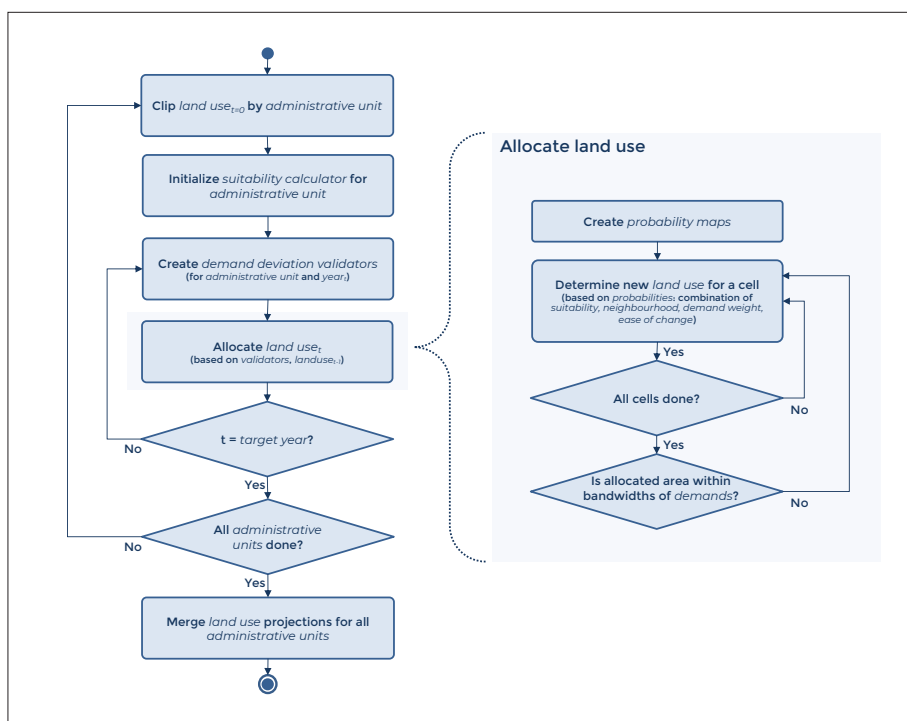 Clip land use t=0 by administrative unit
Initialize suitability calculator for
administrative unit
Create demand deviation validators
(for administrative unit and year t)
Allocate land use t
(based on validators, landuse t-1)
t = target year?
No
Yes
All administrative
units done?
No
Yes
Merge land use projections for all
administrative units
Allocate land use
Create probability maps
Determine new land use for a cell
(based on probabilities: combination of
suitability, neighbourhood, demand weight,
ease of change)
Yes
All cells done?
No
Yes
Is allocated area within
bandwidths of demands?
No